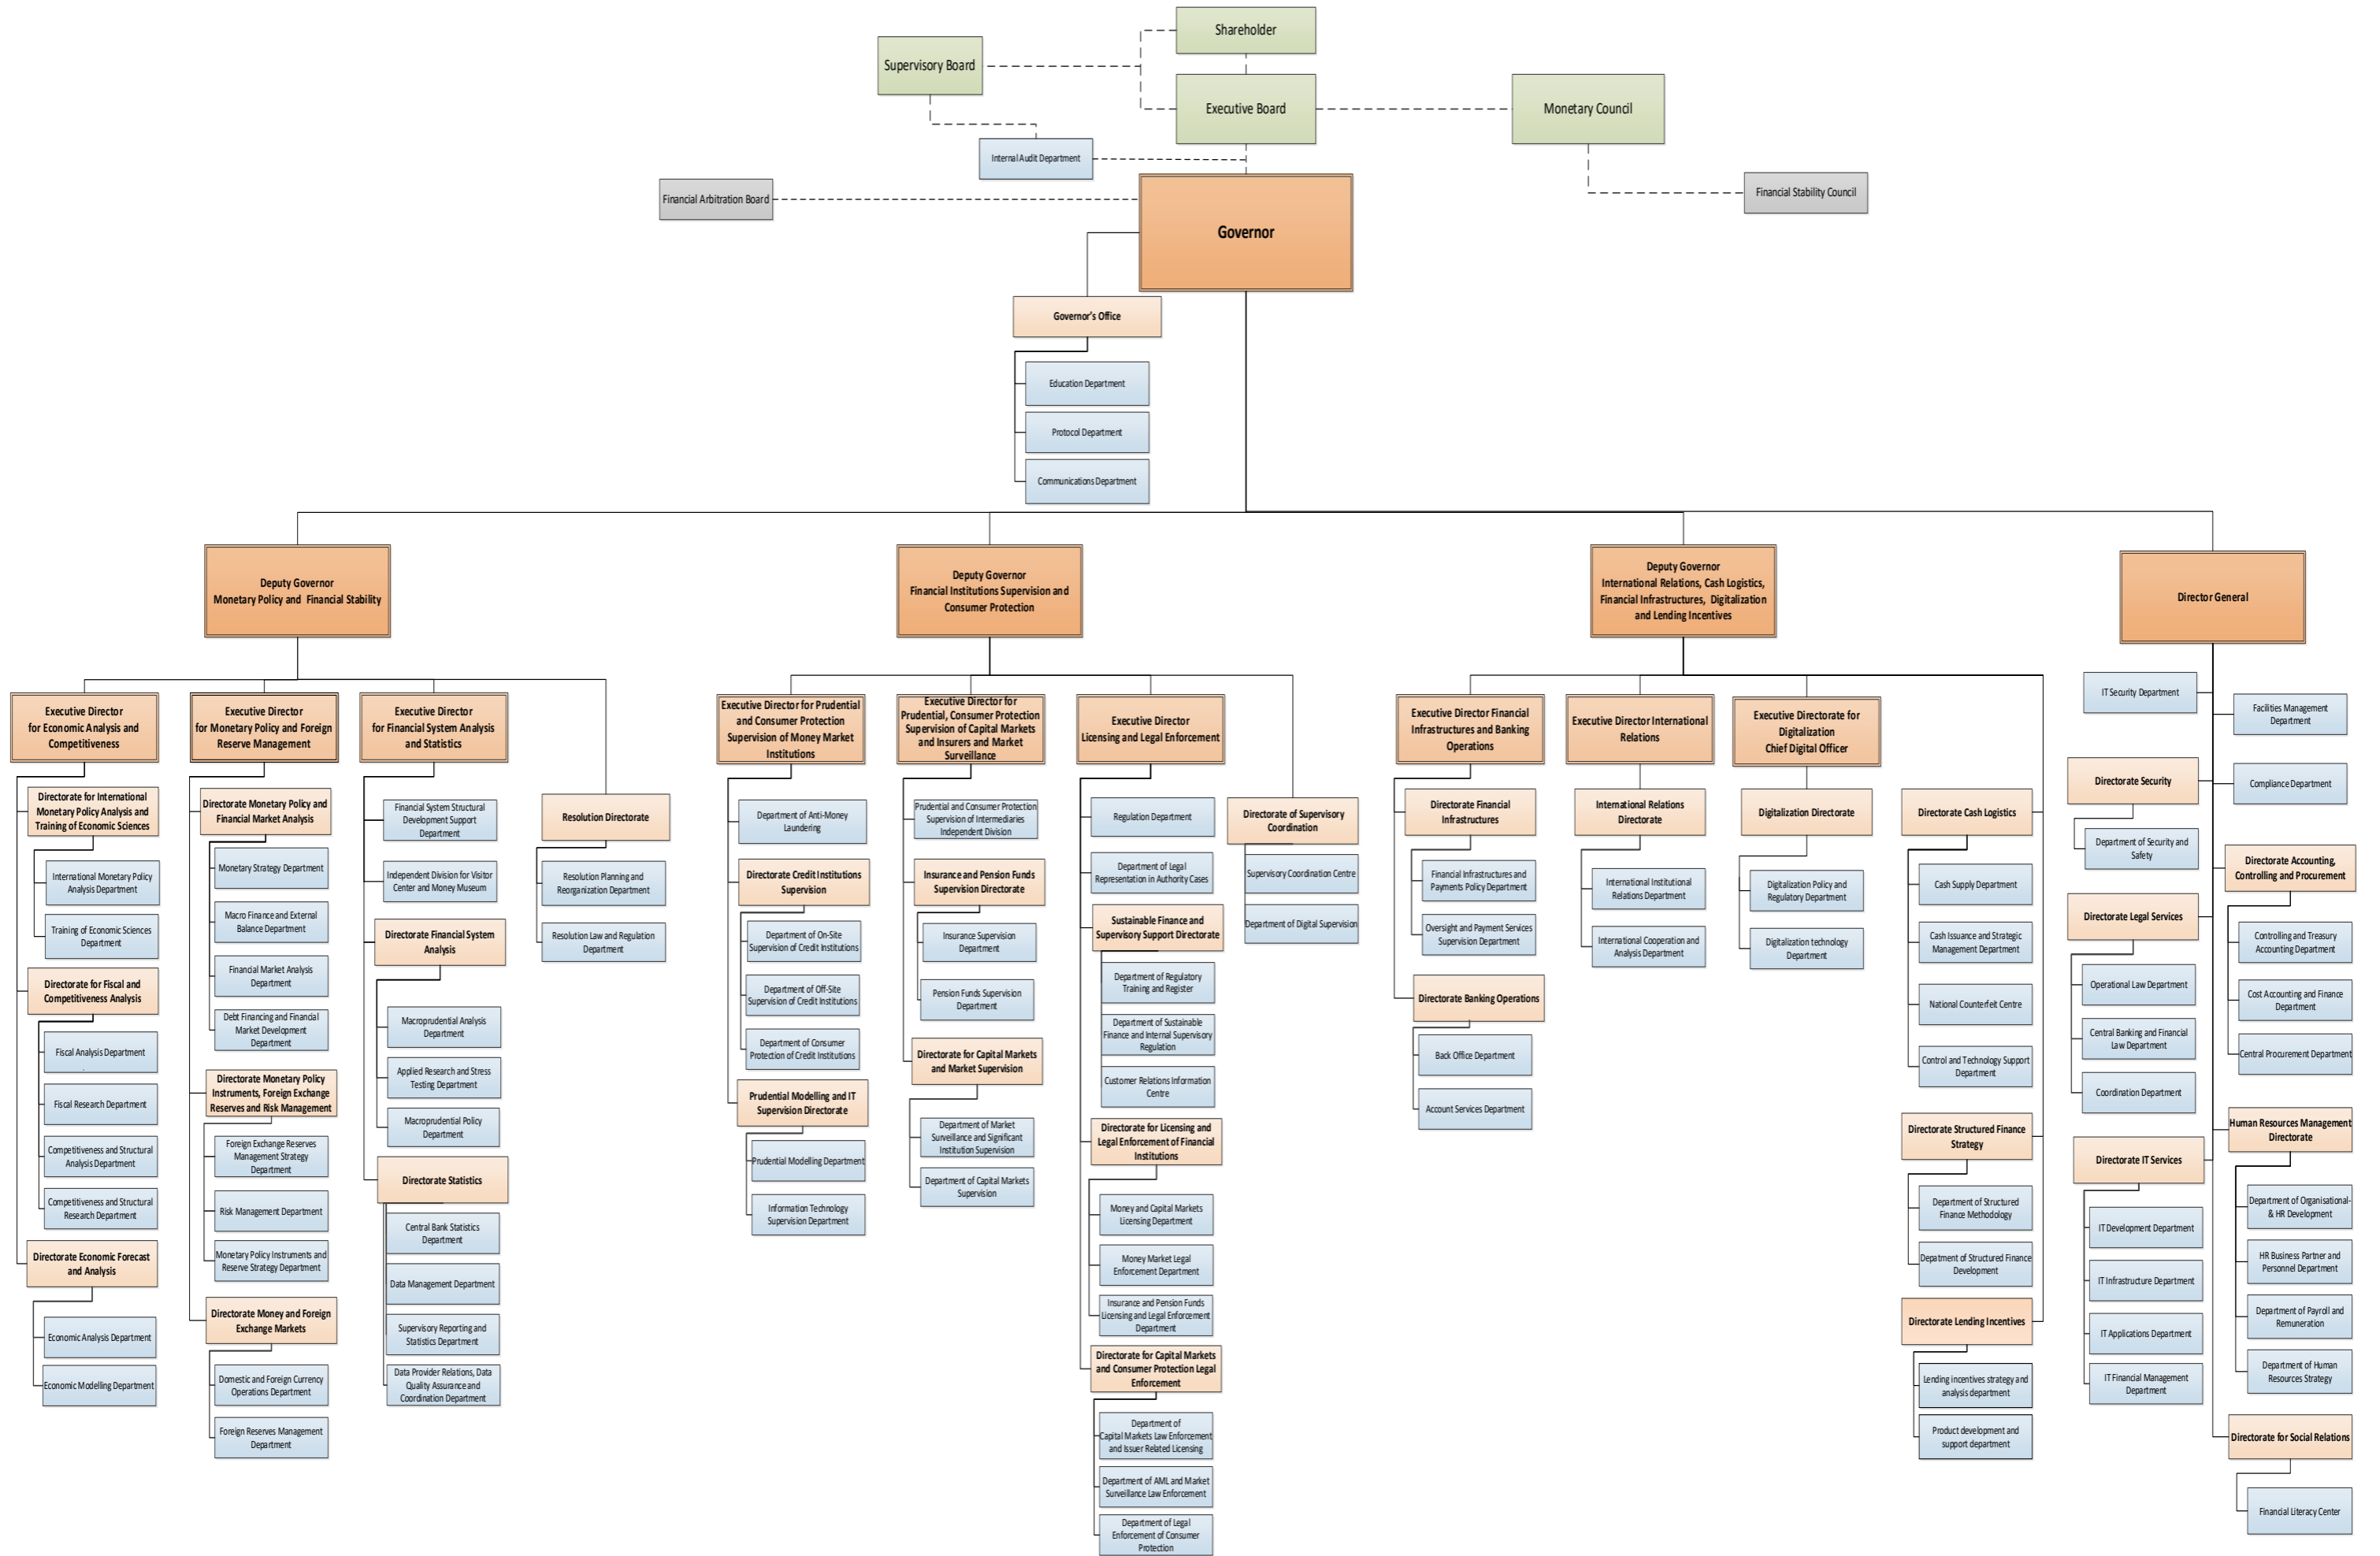 Shareholder
Supervisory Board
Executive Board
Monetary Council
Internal Audit Department
Financial Arbitration Board
Financial Stability Council
Governor
Governor's Office
Education Department
Protocol Department
Communications Department
Deputy Governor
Monetary Policy and Financial Stability
Executive Director
for Economic Analysis and
Competitiveness
Directorate for International
Monetary Policy Analysis and
Training of Economic Sciences
International Monetary Policy
Analysis Department
Training of Economic Sciences
Department
Directorate for Fiscal and
Competitiveness Analysis
Fiscal Analysis Department
Fiscal Research Department
Competitiveness and Structural
Analysis Department
Competitiveness and Structural
Research Department
Directorate Economic Forecast
and Analysis
Economic Analysis Department
Economic Modelling Department
Executive Director
for Monetary Policy and Foreign
Reserve Management
Directorate Monetary Policy and
Financial Market Analysis
Monetary Strategy Department
Macro Finance and External
Balance Department
Financial Market Analysis
Department
Debt Financing and Financial
Market Development
Department
Directorate Monetary Policy
Instruments, Foreign Exchange
Reserves and Risk Management
Foreign Exchange Reserves
Management Strategy
Department
Risk Management Department
Monetary Policy Instruments and
Reserve Strategy Department
Directorate Money and Foreign
Exchange Markets
Domestic and Foreign Currency
Operations Department
Foreign Reserves Management
Department
Executive Director
for Financial System Analysis
and Statistics
Financial System Structural
Development Support
Department
Independent Division for Visitor
Center and Money Museum
Directorate Financial System
Analysis
Macroprudential Analysis
Department
Applied Research and Stress
Testing Department
Macroprudential Policy
Department
Directorate Statistics
Central Bank Statistics
Department
Data Management Department
Supervisory Reporting and
Statistics Department
Data Provider Relations, Data
Quality Assurance and
Coordination Department
Resolution Directorate
Resolution Planning and
Reorganization Department
Resolution Law and Regulation
Department
Deputy Governor
Financial Institutions Supervision and
Consumer Protection
Executive Director for Prudential
and Consumer Protection
Supervision of Money Market
Institutions
Department of Anti-Money
Laundering
Directorate Credit Institutions
Supervision
Department of On-Site
Supervision of Credit Institutions
Department of Off-Site
Supervision of Credit Institutions
Department of Consumer
Protection of Credit Institutions
Prudential Modelling and IT
Supervision Directorate
Prudential Modelling Department
Information Technology
Supervision Department
Executive Director for
Prudential, Consumer Protection
Supervision of Capital Markets
and Insurers and Market
Surveillance
Prudential and Consumer Protection
Supervision of Intermediaries
Independent Division
Insurance and Pension Funds
Supervision Directorate
Insurance Supervision
Department
Pension Funds Supervision
Department
Directorate for Capital Markets
and Market Supervision
Department of Market
Surveillance and Significant
Institution Supervision
Department of Capital Markets
Supervision
Executive Director
Licensing and Legal Enforcement
Regulation Department
Department of Legal
Representation in Authority Cases
Sustainable Finance and
Supervisory Support Directorate
Department of Regulatory
Training and Register
Department of Sustainable
Finance and Internal Supervisory
Regulation
Customer Relations Information
Centre
Directorate for Licensing and
Legal Enforcement of Financial
Institutions
Money and Capital Markets
Licensing Department
Money Market Legal
Enforcement Department
Insurance and Pension Funds
Licensing and Legal Enforcement
Department
Directorate for Capital Markets
and Consumer Protection Legal
Enforcement
Department of
Capital Markets Law Enforcement
and Issuer Related Licensing
Department of AML and Market
Surveillance Law Enforcement
Department of Legal
Enforcement of Consumer
Protection
Directorate of Supervisory
Coordination
Supervisory Coordination Centre
Department of Digital Supervision
Deputy Governor
International Relations, Cash Logistics,
Financial Infrastructures, Digitalization
and Lending Incentives
Executive Director Financial
Infrastructures and Banking
Operations
Directorate Financial
Infrastructures
Financial Infrastructures and
Payments Policy Department
Oversight and Payment Services
Supervision Department
Directorate Banking Operations
Back Office Department
Account Services Department
Executive Director International
Relations
International Relations
Directorate
International Institutional
Relations Department
International Cooperation and
Analysis Department
Executive Directorate for
Digitalization
Chief Digital Officer
Digitalization Directorate
Digitalization Policy and
Regulatory Department
Digitalization technology
Department
Directorate Cash Logistics
Cash Supply Department
Cash Issuance and Strategic
Management Department
National Counterfeit Centre
Control and Technology Support
Department
Directorate Structured Finance
Strategy
Department of Structured
Finance Methodology
Department of Structured Finance
Development
Directorate Lending Incentives
Lending incentives strategy and
analysis department
Product development and
support department
Director General
IT Security Department
Facilities Management
Department
Directorate Security
Compliance Department
Department of Security and
Safety
Directorate Accounting,
Controlling and Procurement
Directorate Legal Services
Controlling and Treasury
Accounting Department
Operational Law Department
Cost Accounting and Finance
Department
Central Banking and Financial
Law Department
Central Procurement Department
Coordination Department
Human Resources Management
Directorate
Directorate IT Services
Department of Organisational-
& HR Development
IT Development Department
HR Business Partner and
Personnel Department
IT Infrastructure Department
Department of Payroll and
Remuneration
IT Applications Department
Department of Human
Resources Strategy
IT Financial Management
Department
Directorate for Social Relations
Financial Literacy Center